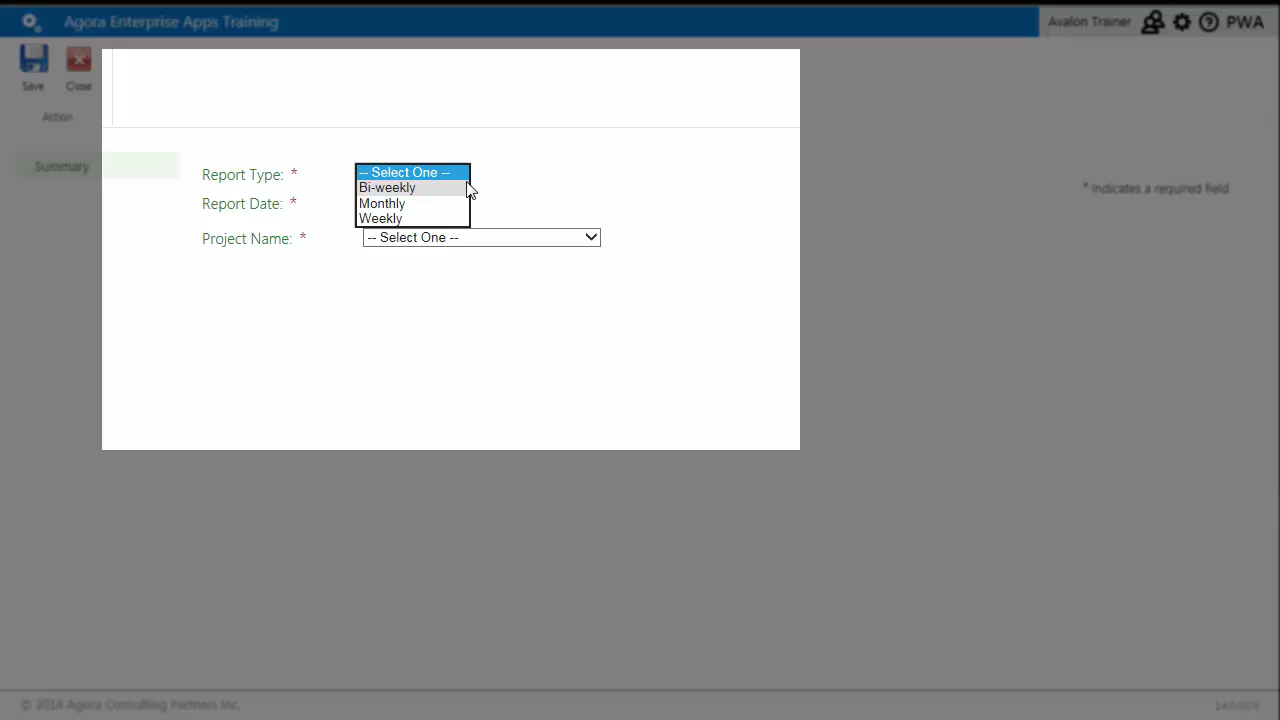 Agora Enterprise Apps Training
Avalon Trainer
PWA
Save
Close
Action
Summary
Report Type: *
-- Select One --
Bi-weekly
Monthly
Weekly
Report Date: *
Project Name: *
-- Select One --
* Indicates a required field
© 2014 Agora Consulting Partners Inc.